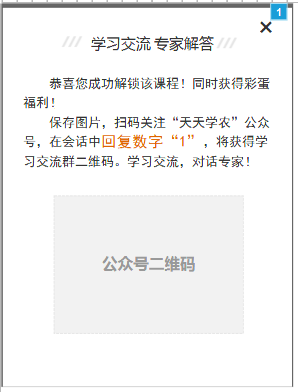 1
学习交流 专家解答
恭喜您成功解锁该课程！同时获得彩蛋
福利！
保存图片，扫码关注“天天学农”公众
号，在会话中回复数字“1”，将获得学
习交流群二维码。学习交流，对话专家！
公众号二维码